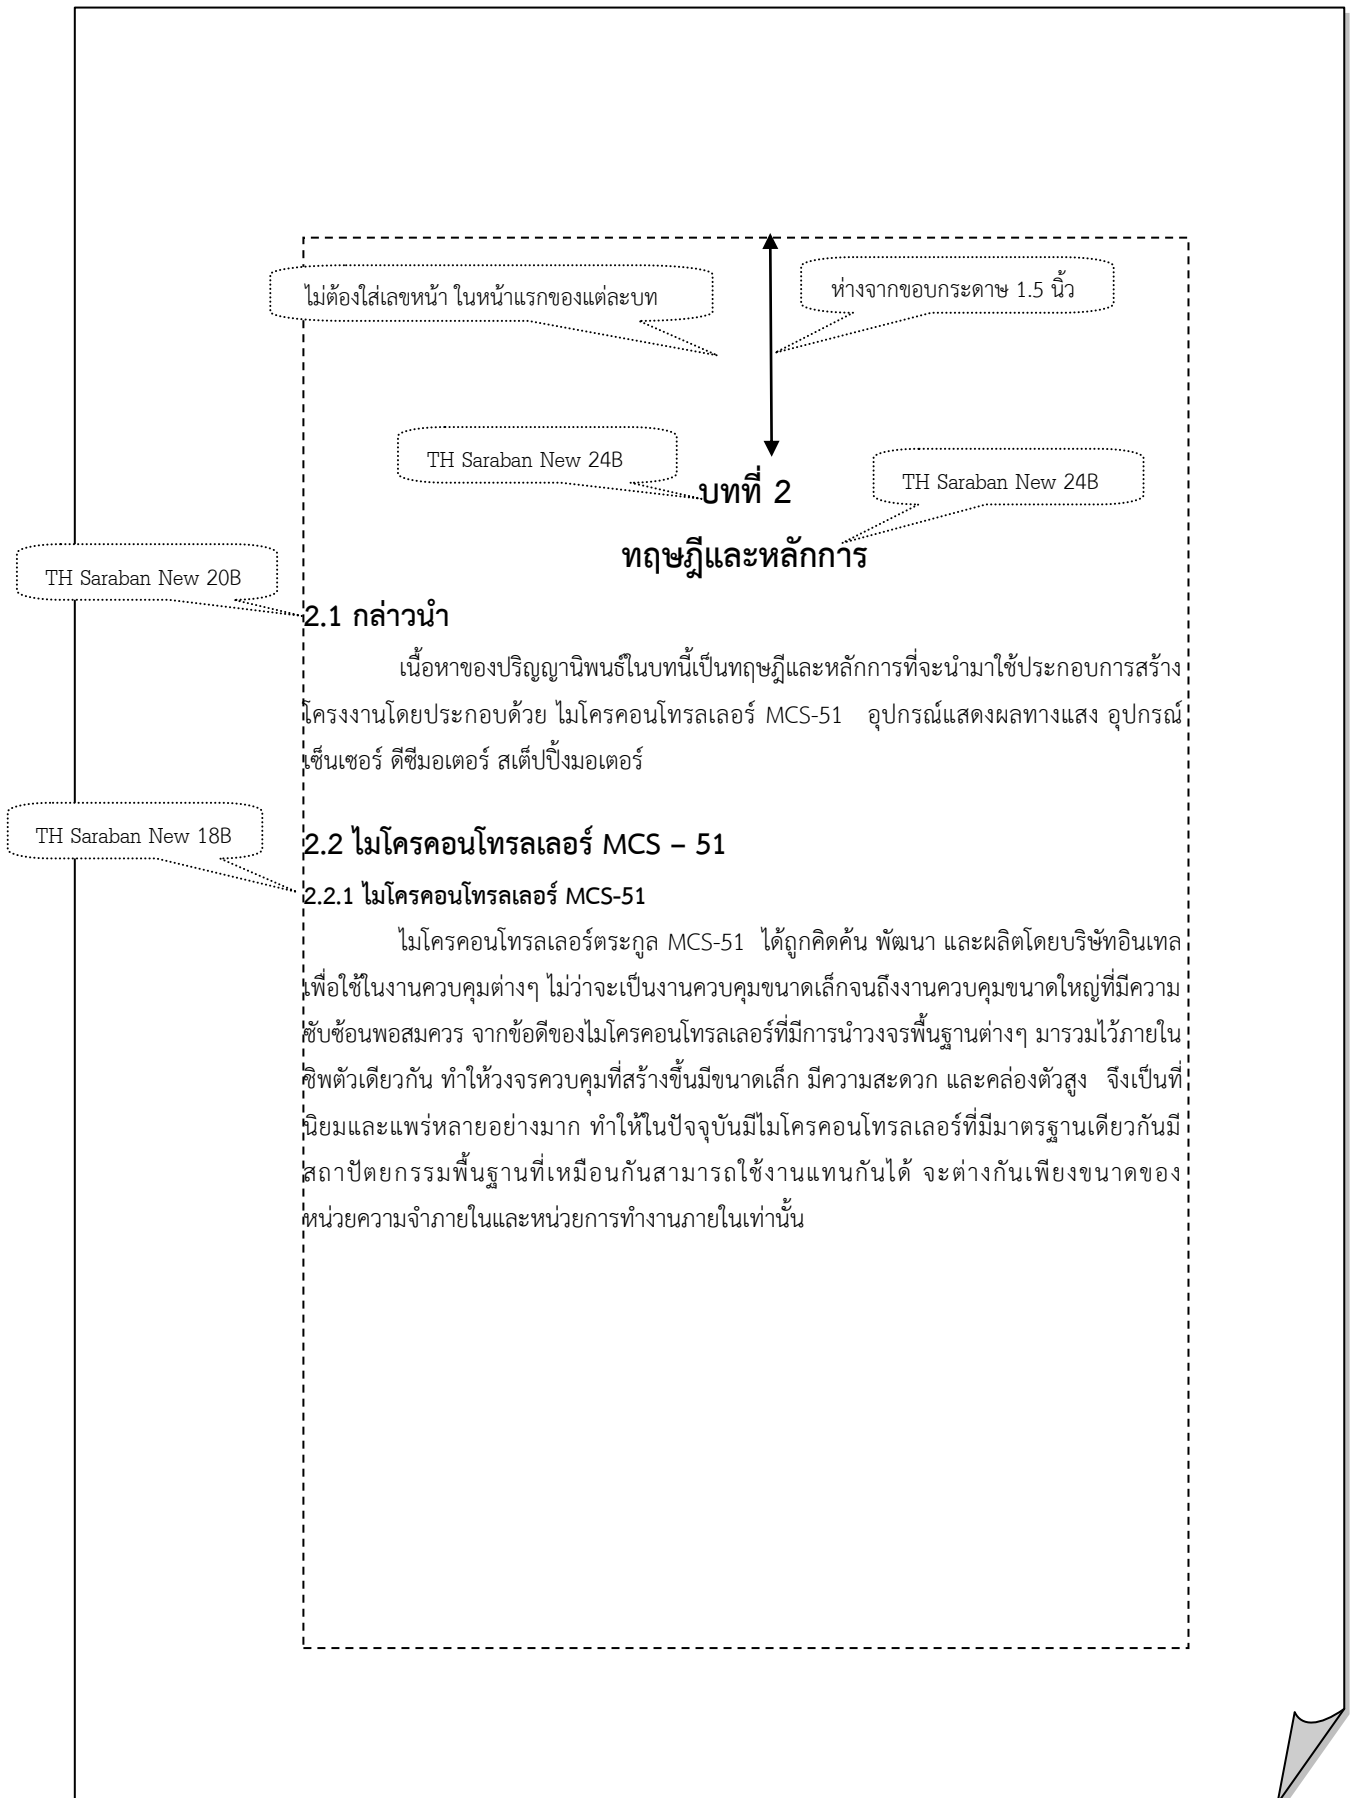 ไม่ต้องใส่เลขหน้า ในหน้าแรกของแต่ละบท
ห่างจากขอบกระดาษ 1.5 นิ้ว
TH Saraban New 24B
บทที่ 2
TH Saraban New 24B
ทฤษฎีและหลักการ
TH Saraban New 20B
2.1 กล่าวนำ
เนื้อหาของปริญญานิพนธ์ในบทนี้เป็นทฤษฎีและหลักการที่จะนำมาใช้ประกอบการสร้าง
โครงงานโดยประกอบด้วย ไมโครคอนโทรลเลอร์ MCS-51 อุปกรณ์แสดงผลทางแสง อุปกรณ์
เซ็นเซอร์ ดีซีมอเตอร์ สเต็ปปิ้งมอเตอร์
TH Saraban New 18B
2.2 ไมโครคอนโทรลเลอร์ MCS – 51
2.2.1 ไมโครคอนโทรลเลอร์ MCS-51
ไมโครคอนโทรลเลอร์ตระกูล MCS-51 ได้ถูกคิดค้น พัฒนา และผลิตโดยบริษัทอินเทล
เพื่อใช้ในงานควบคุมต่างๆ ไม่ว่าจะเป็นงานควบคุมขนาดเล็กจนถึงงานควบคุมขนาดใหญ่ที่มีความ
ซับซ้อนพอสมควร จากข้อดีของไมโครคอนโทรลเลอร์ที่มีการนำวงจรพื้นฐานต่างๆ มารวมไว้ภายใน
ชิพตัวเดียวกัน ทำให้วงจรควบคุมที่สร้างขึ้นมีขนาดเล็ก มีความสะดวก และคล่องตัวสูง จึงเป็นที่
นิยมและแพร่หลายอย่างมาก ทำให้ในปัจจุบันมีไมโครคอนโทรลเลอร์ที่มีมาตรฐานเดียวกันมี
สถาปัตยกรรมพื้นฐานที่เหมือนกันสามารถใช้งานแทนกันได้ จะต่างกันเพียงขนาดของ
หน่วยความจำภายในและหน่วยการทำงานภายในเท่านั้น